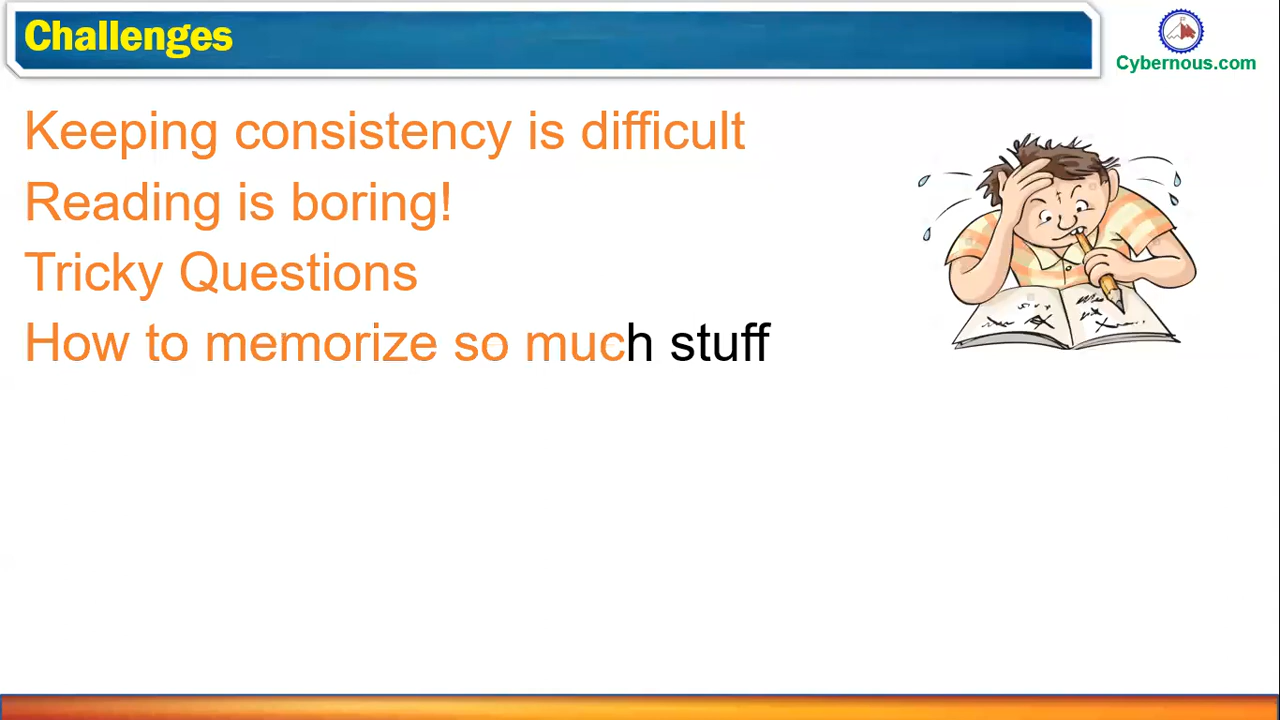 Challenges
Cybernous.com
Keeping consistency is difficult
Reading is boring!
Tricky Questions
How to memorize so much stuff